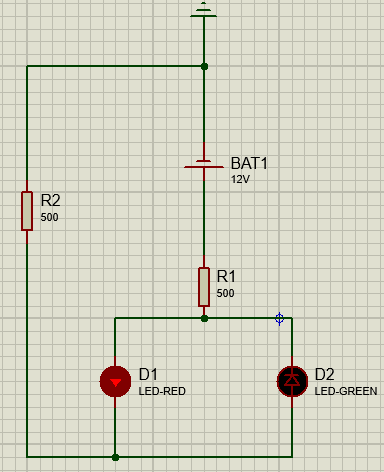 BAT1
12V
R2
500
R1
500
D1
LED-RED
D2
LED-GREEN